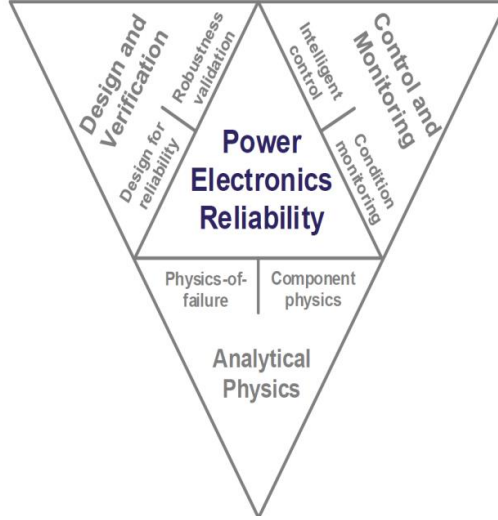 Design and
Verification
Robustness
validation
Design for
reliability
Intelligent
control
Control and
Monitoring
Condition
monitoring
Power
Electronics
Reliability
Physics-of-
failure
Component
physics
Analytical
Physics